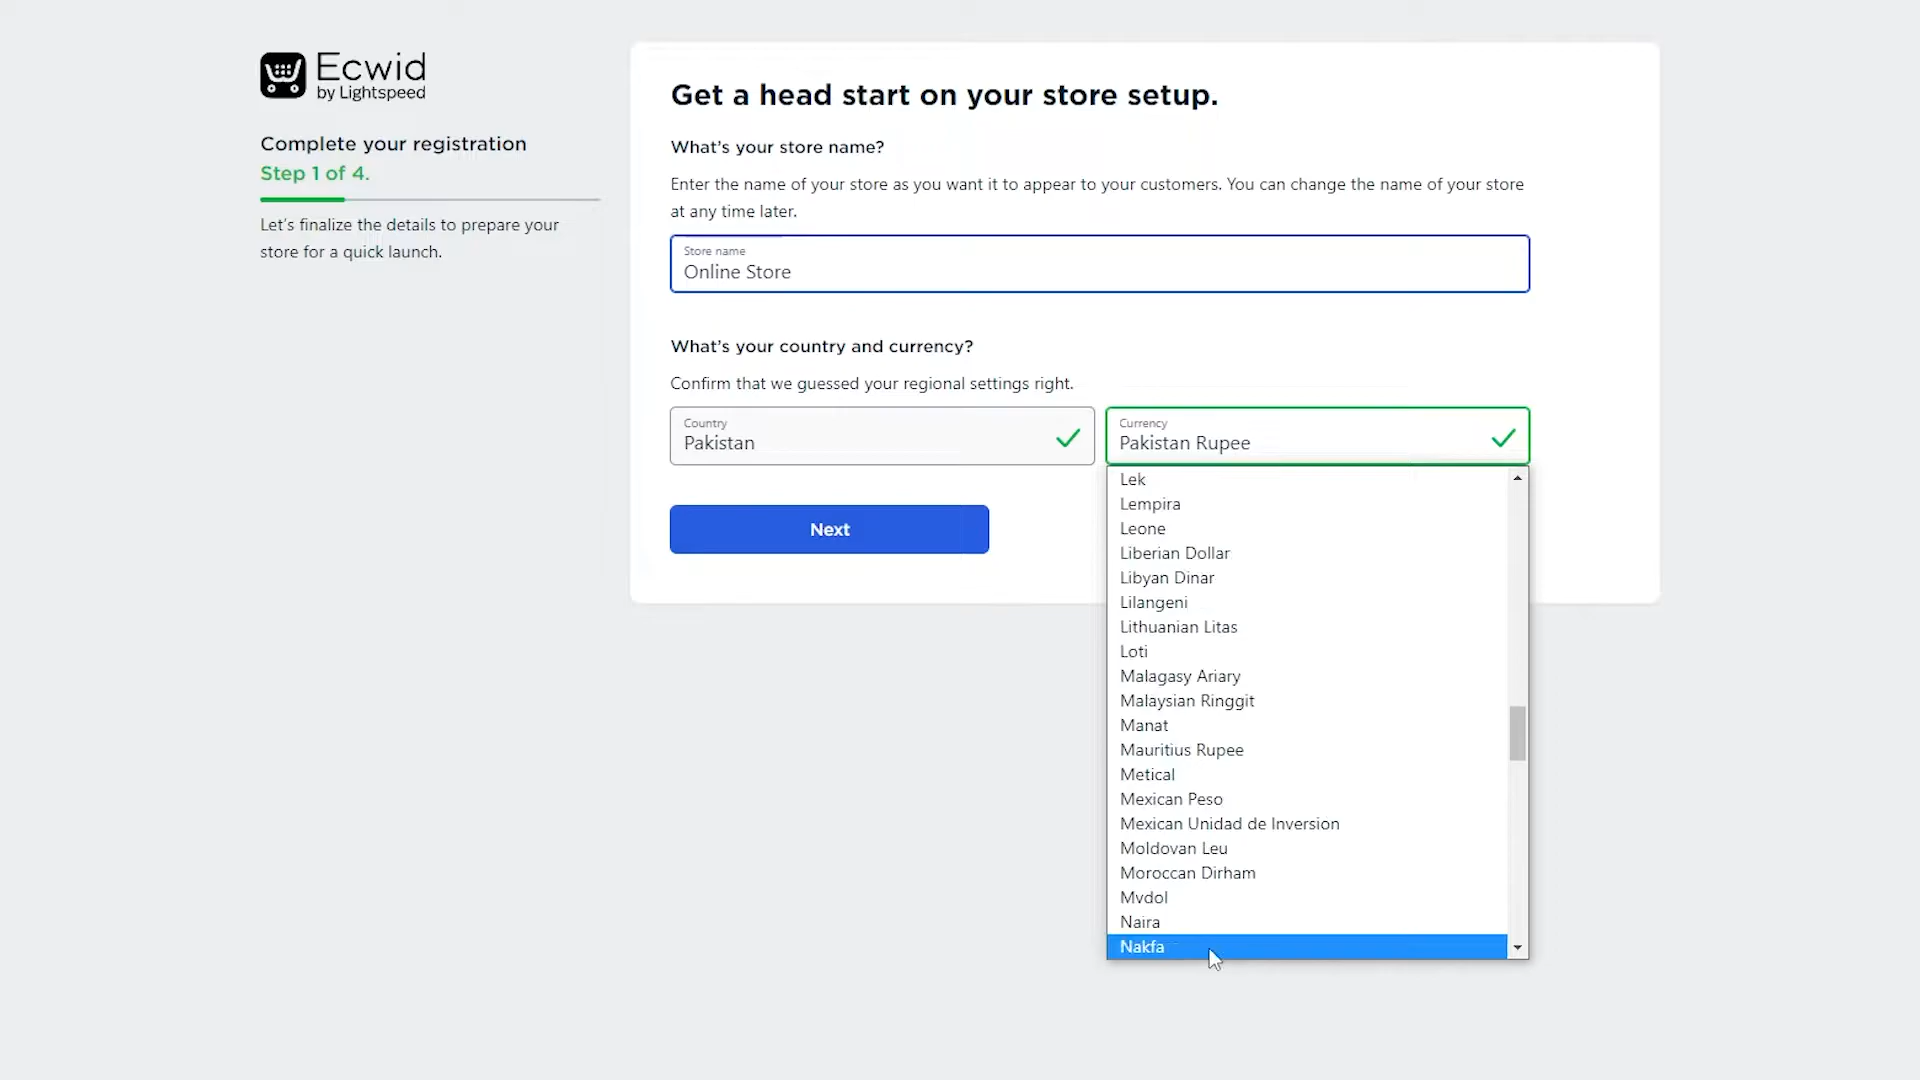 Ecwid
by Lightspeed
Complete your registration
Step 1 of 4.
Let's finalize the details to prepare your
store for a quick launch.
Get a head start on your store setup.
What's your store name?
Enter the name of your store as you want it to appear to your customers. You can change the name of your store
at any time later.
Store name
Online Store
What's your country and currency?
Confirm that we guessed your regional settings right.
Country
Pakistan
Currency
Pakistan Rupee
Next
Lek
Lempira
Leone
Liberian Dollar
Libyan Dinar
Lilangeni
Lithuanian Litas
Loti
Malagasy Ariary
Malaysian Ringgit
Manat
Mauritius Rupee
Metical
Mexican Peso
Mexican Unidad de Inversion
Moldovan Leu
Moroccan Dirham
Mvdol
Naira
Nakfa